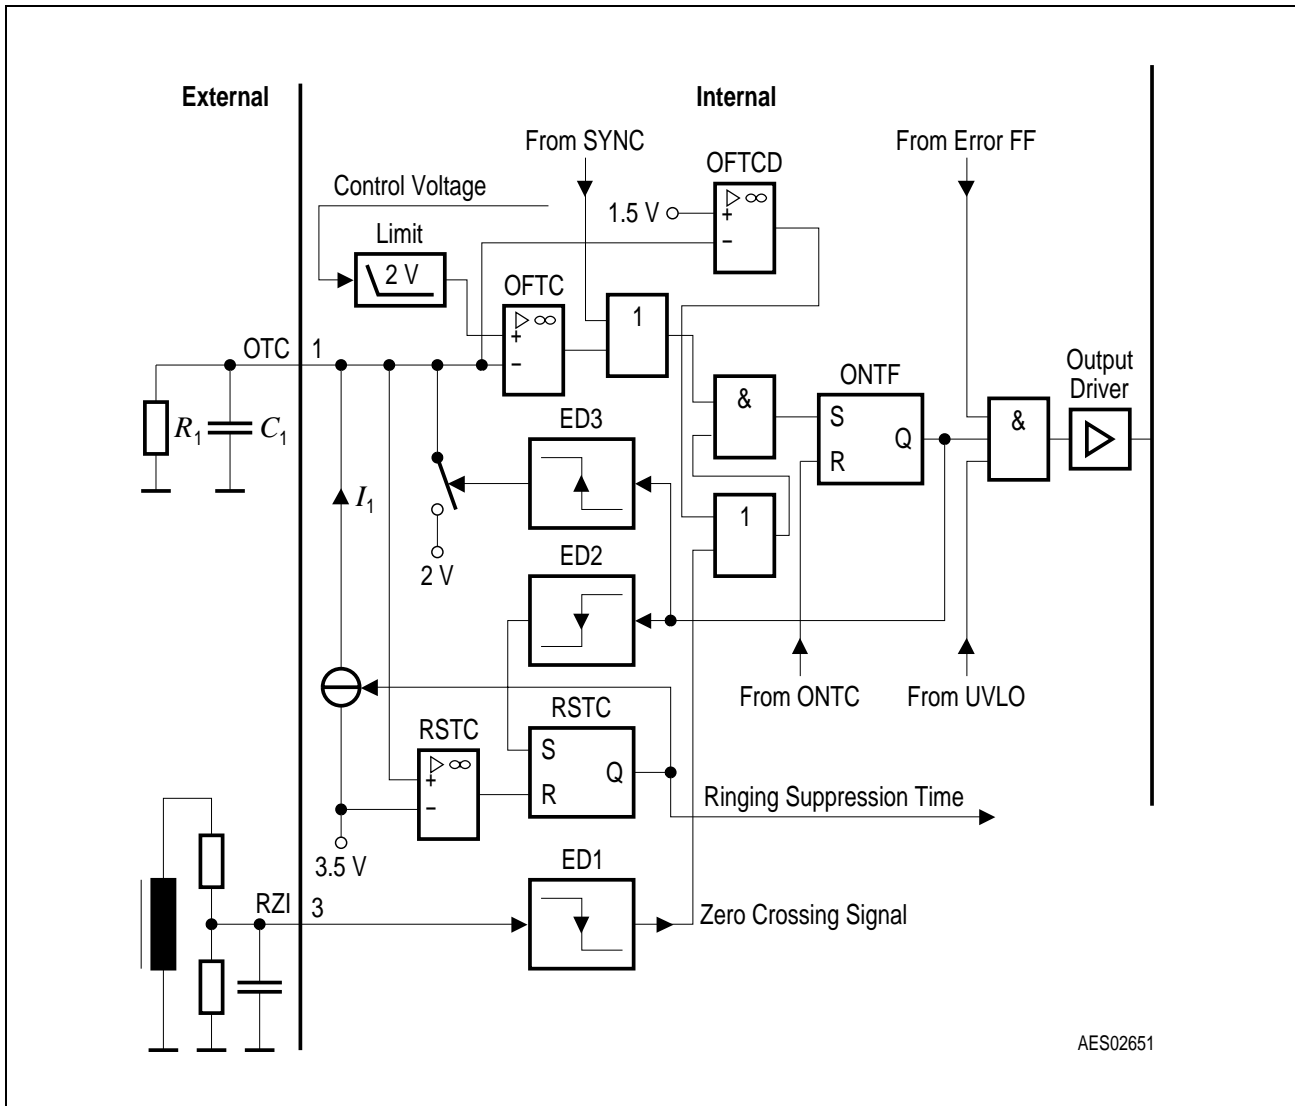 External
Internal
From SYNC
From Error FF
OFTCD
Control Voltage
1.5 V
▷ ∞
+
−
Limit
2 V
OFTC
▷ ∞
+
−
1
OTC
1
Output
Driver
ONTF
&
S
Q
R
&
R1
C1
ED3
I1
1
2 V
ED2
From ONTC
From UVLO
RSTC
RSTC
▷ ∞
+
−
S
Q
R
Ringing Suppression Time
3.5 V
ED1
RZI
3
Zero Crossing Signal
AES02651